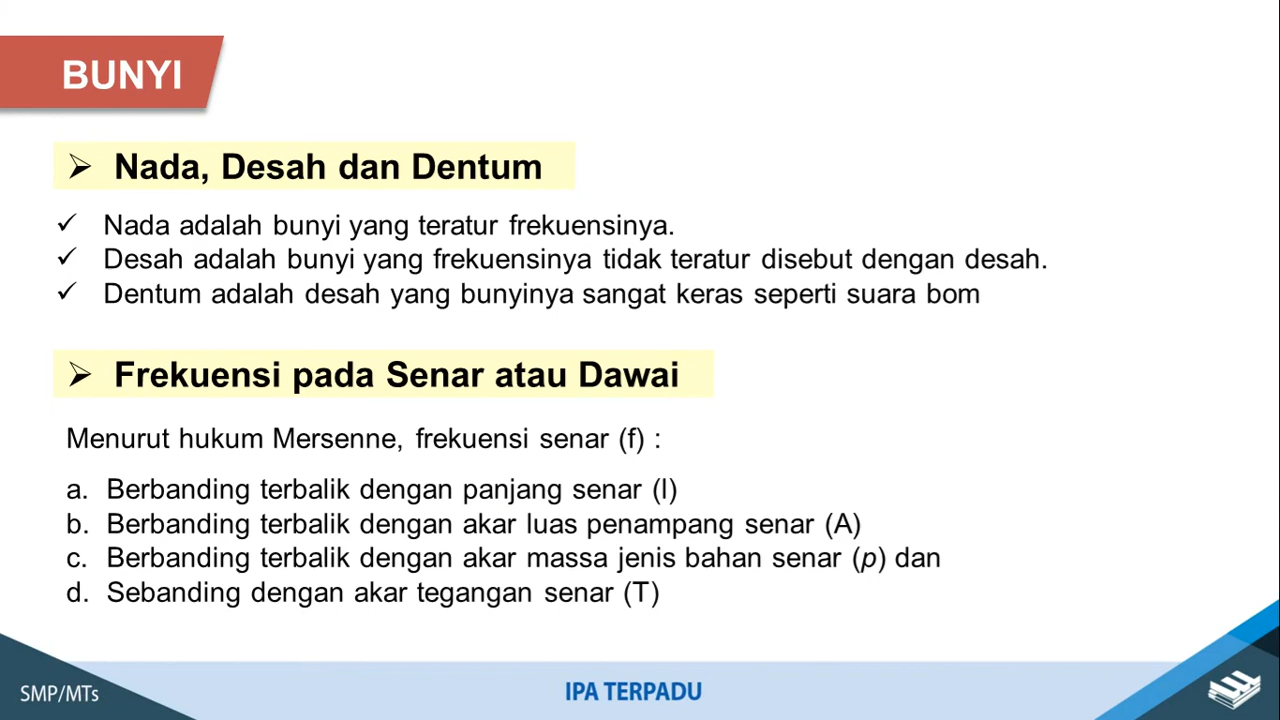 BUNYI
➢ Nada, Desah dan Dentum
✓ Nada adalah bunyi yang teratur frekuensinya.
✓ Desah adalah bunyi yang frekuensinya tidak teratur disebut dengan desah.
✓ Dentum adalah desah yang bunyinya sangat keras seperti suara bom
➢ Frekuensi pada Senar atau Dawai
Menurut hukum Mersenne, frekuensi senar (f) :
a. Berbanding terbalik dengan panjang senar (l)
b. Berbanding terbalik dengan akar luas penampang senar (A)
c. Berbanding terbalik dengan akar massa jenis bahan senar (p) dan
d. Sebanding dengan akar tegangan senar (T)
SMP/MTs
IPA TERPADU